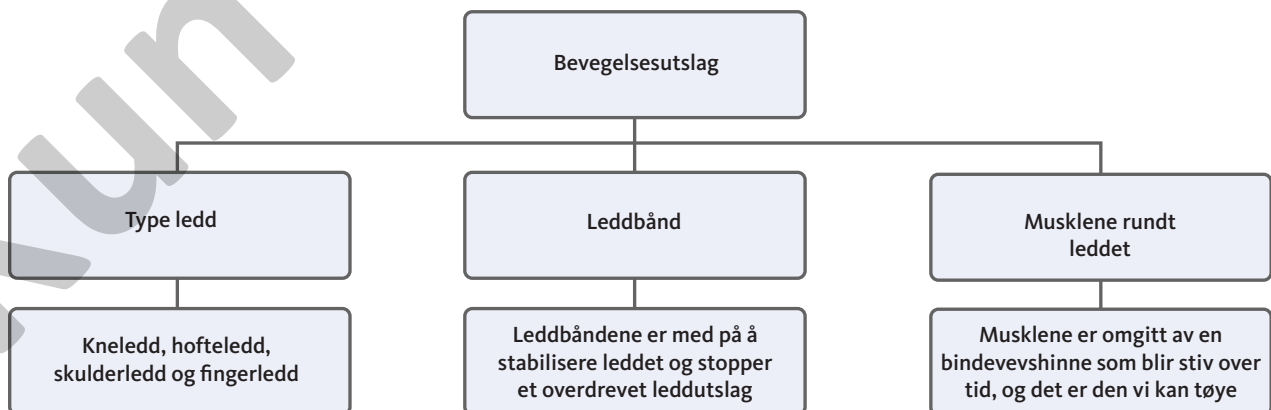 Bevegelsesutslag
Type ledd
Leddbånd
Musklene rundt
leddet
Kneledd, hofteledd,
skulderledd og fingerledd
Leddbåndene er med på å
stabilisere leddet og stopper
et overdrevet leddutslag
Musklene er omgitt av en
bindevevshinne som blir stiv over
tid, og det er den vi kan tøye